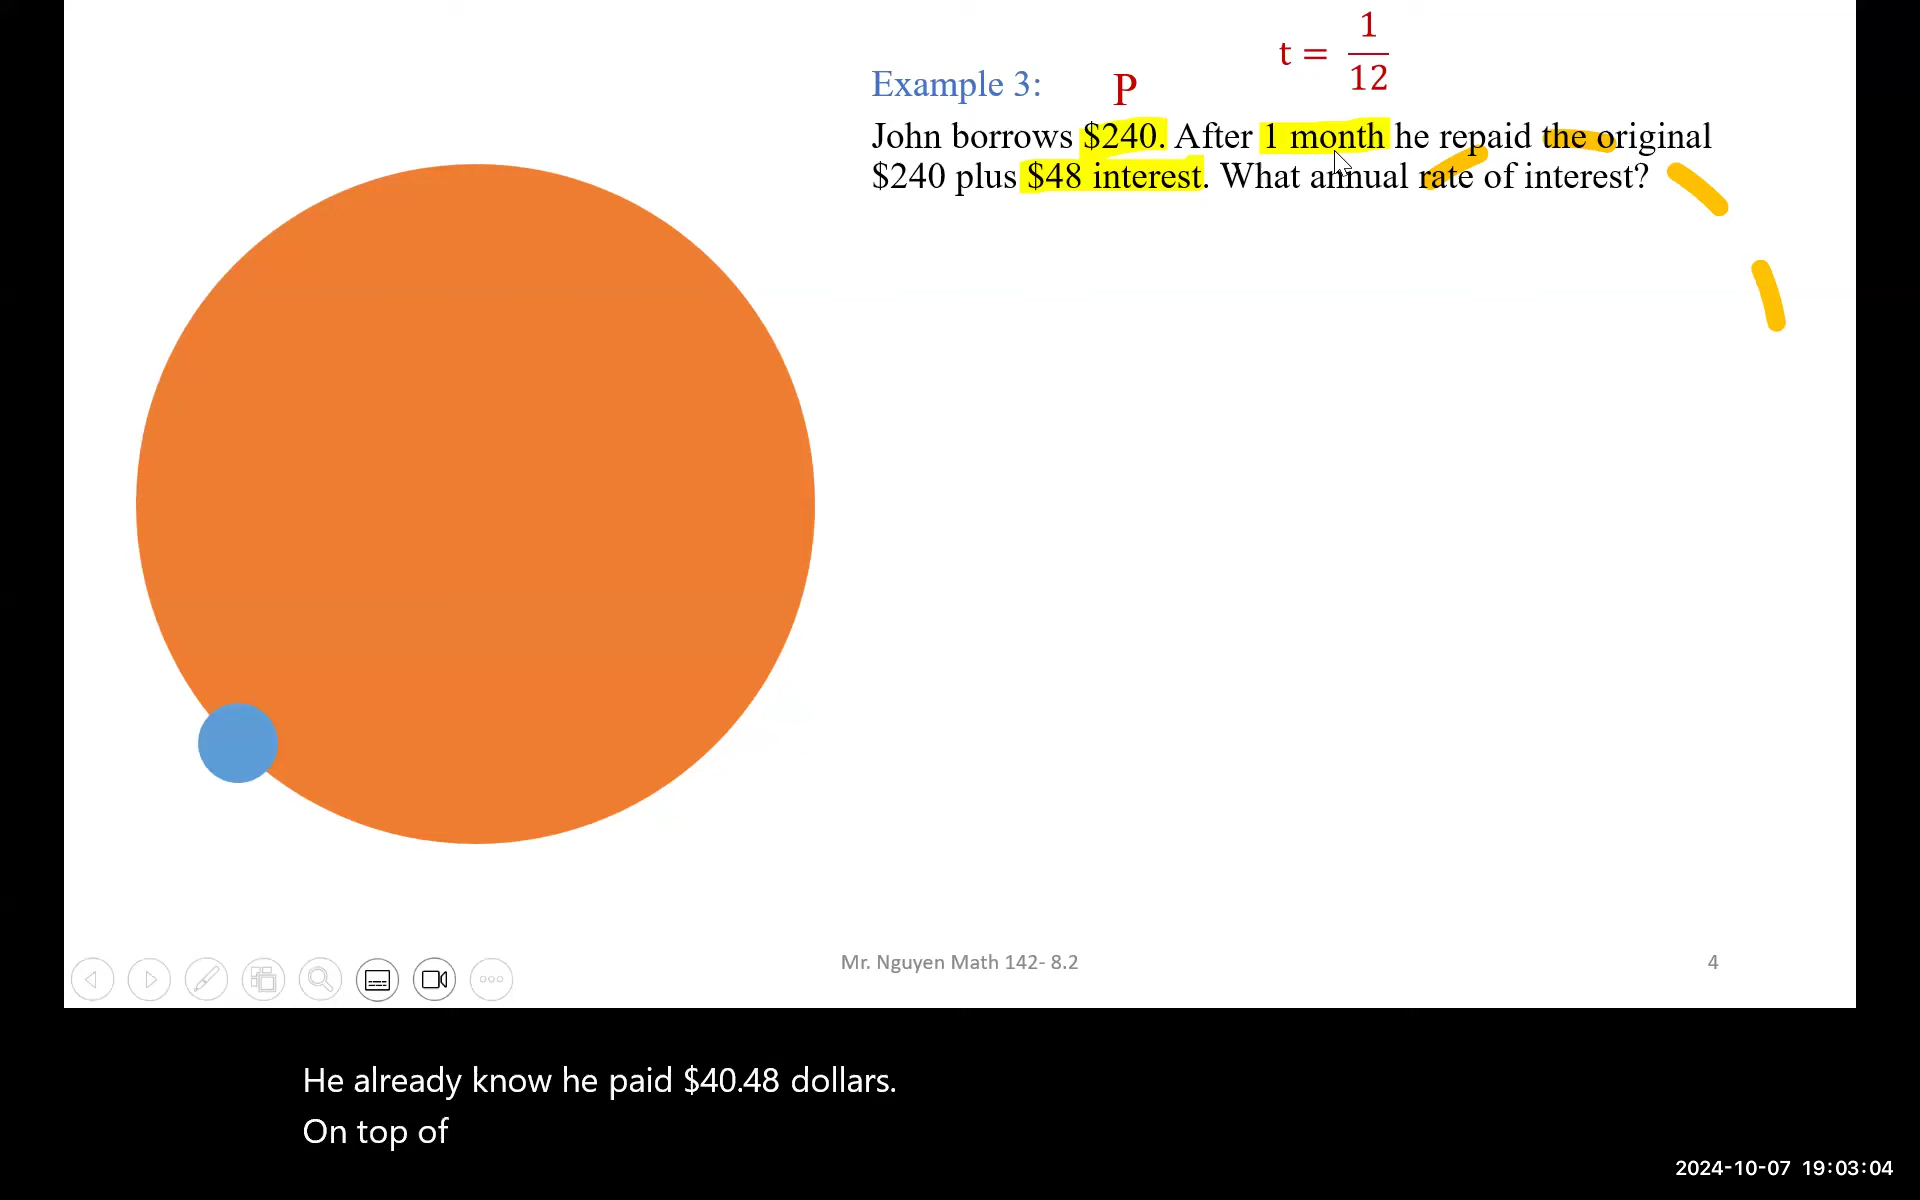 t = 1/12
Example 3:
P
John borrows $240. After 1 month he repaid the original
$240 plus $48 interest. What annual rate of interest?
Mr. Nguyen Math 142- 8.2
4
He already know he paid $40.48 dollars.
On top of
2024-10-07 19:03:04